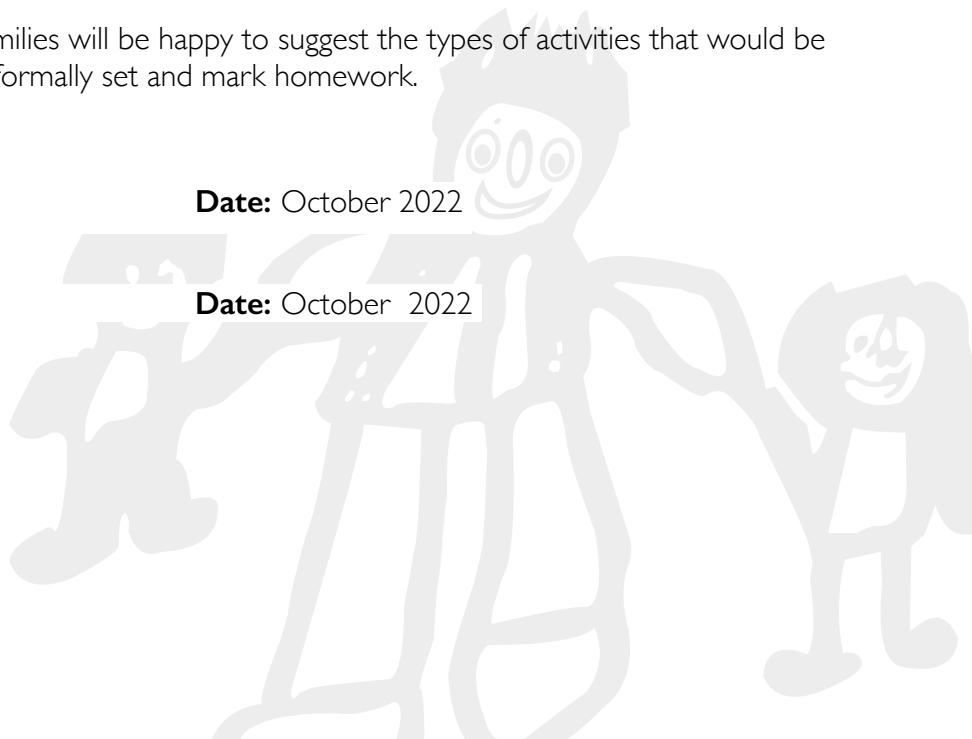 milies will be happy to suggest the types of activities that would be
formally set and mark homework.
Date: October 2022
Date: October 2022